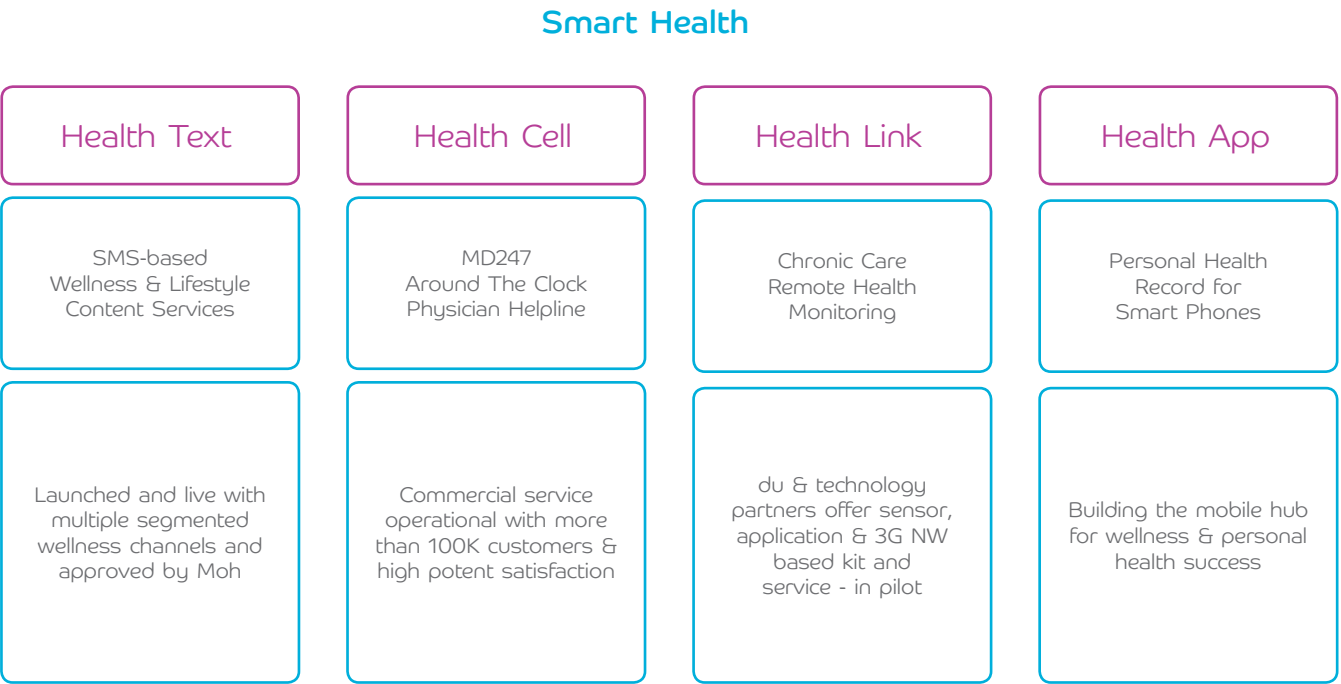 Smart Health
Health Text
Health Cell
Health Link
Health App
SMS-based
Wellness & Lifestyle
Content Services
MD247
Around The Clock
Physician Helpline
Chronic Care
Remote Health
Monitoring
Personal Health
Record for
Smart Phones
Launched and live with
multiple segmented
wellness channels and
approved by Moh
Commercial service
operational with more
than 100K customers &
high potent satisfaction
du & technology
partners offer sensor,
application & 3G NW
based kit and
service - in pilot
Building the mobile hub
for wellness & personal
health success